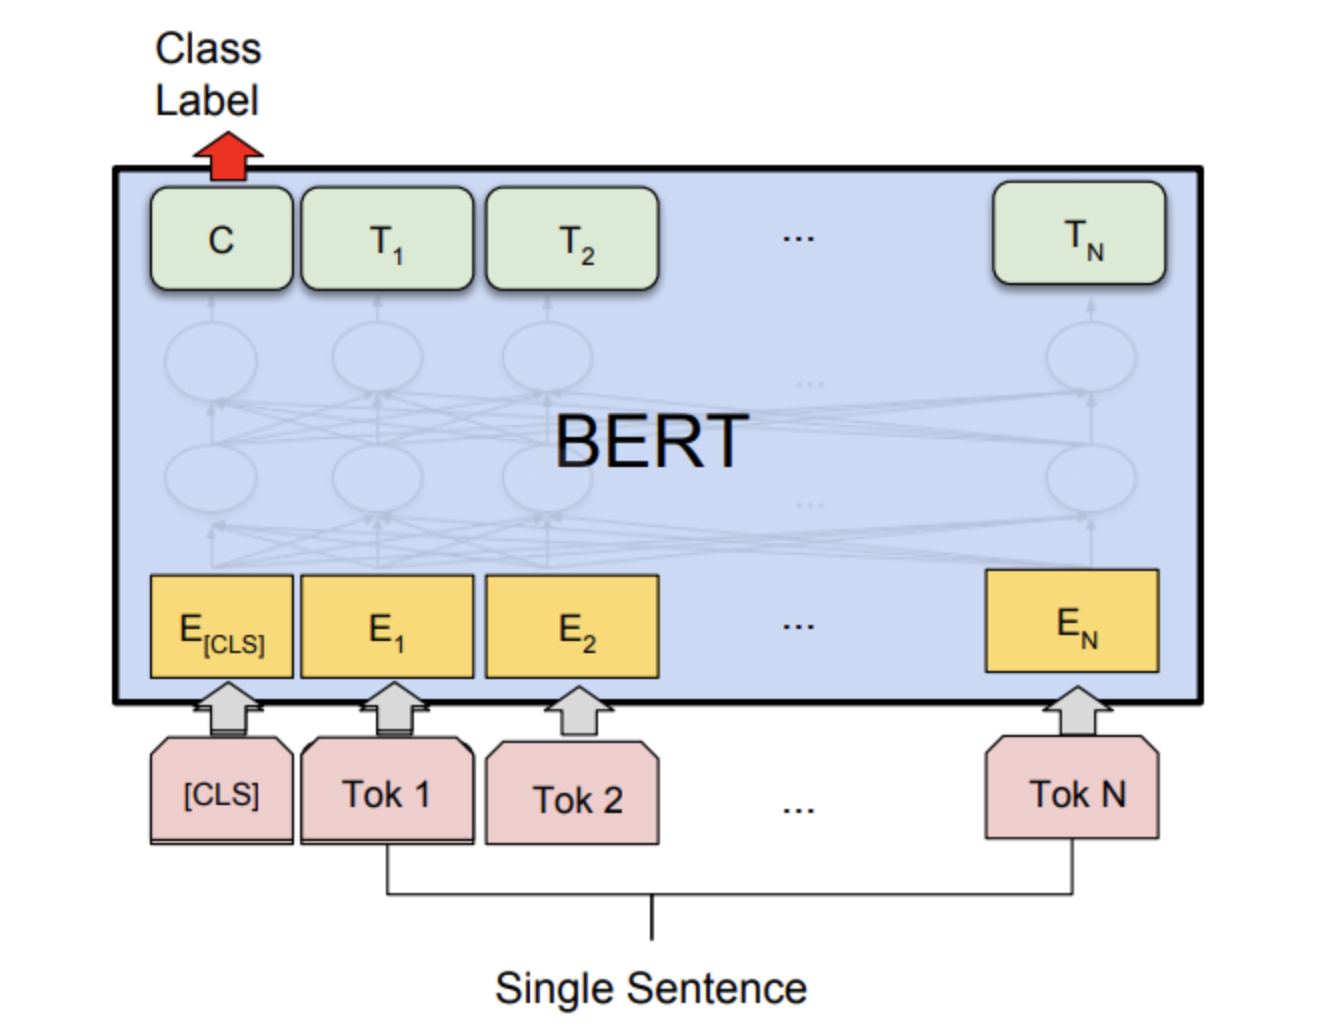 Class
Label
C T1 T2 ... TN
...
BERT
...
E[CLS] E1 E2 ... EN
[CLS] Tok 1 Tok 2 ... Tok N
Single Sentence